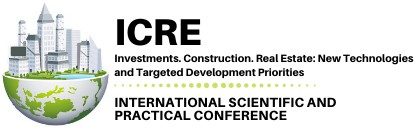 ICRE
Investments. Construction. Real Estate: New Technologies
and Targeted Development Priorities
INTERNATIONAL SCIENTIFIC AND
PRACTICAL CONFERENCE